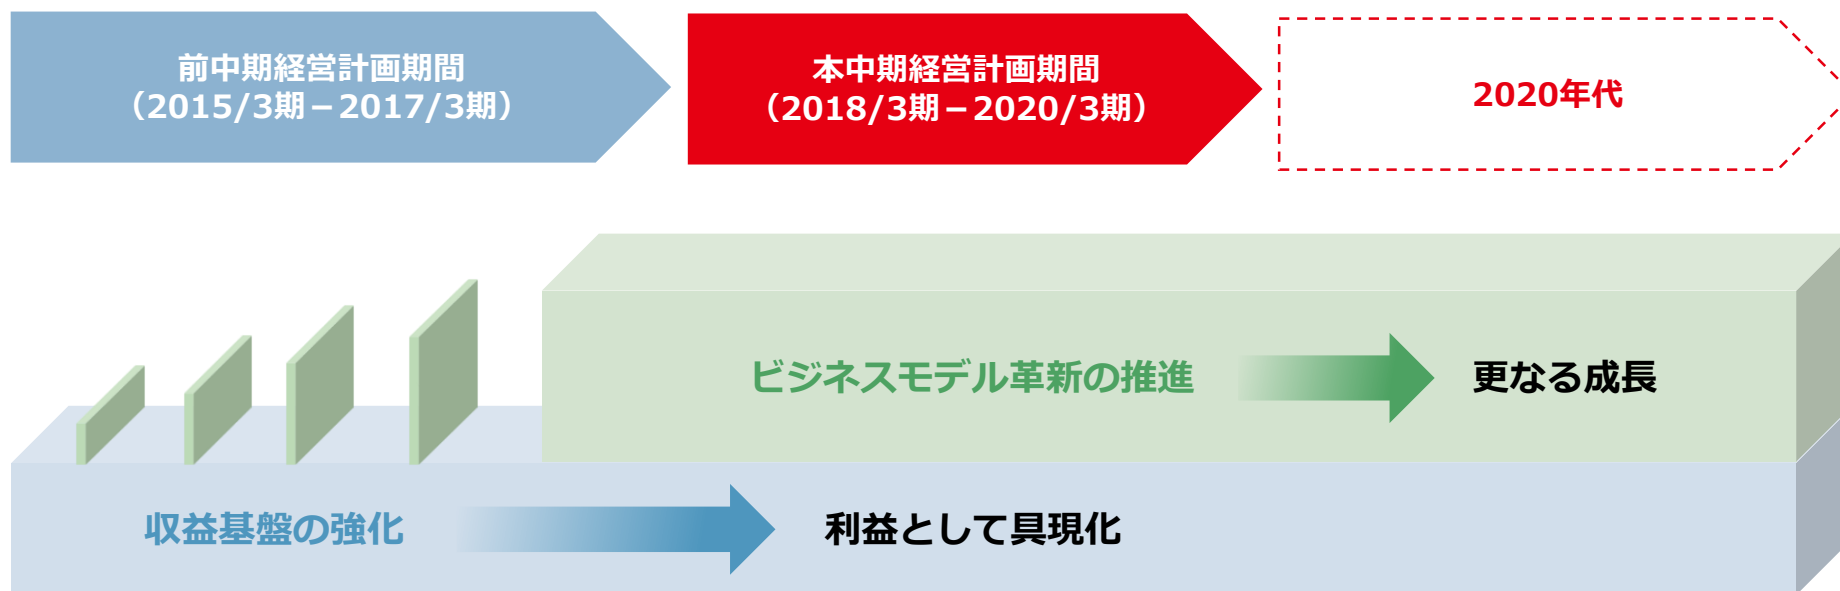 前中期経営計画期間
（2015/3期－2017/3期）
本中期経営計画期間
（2018/3期－2020/3期）
2020年代
ビジネスモデル革新の推進
更なる成長
収益基盤の強化
利益として具現化